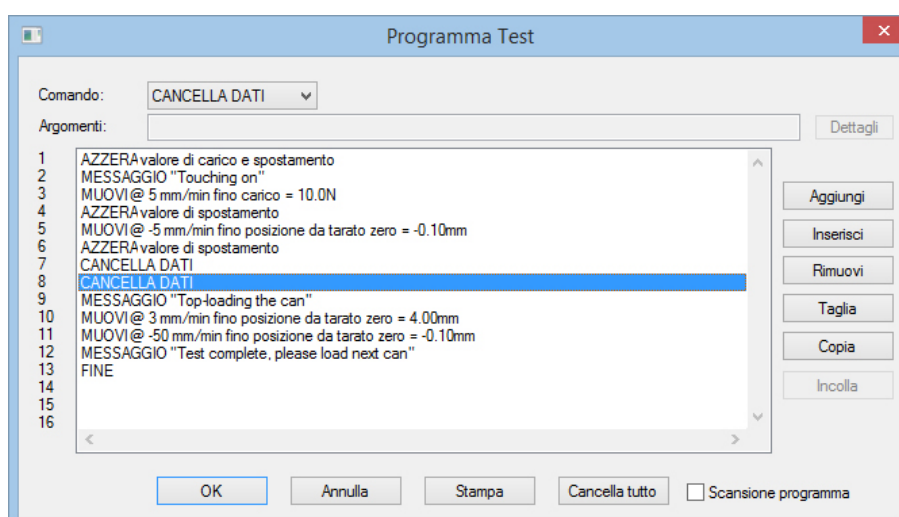 Programma Test
Comando: CANCELLA DATI
Argomenti: Dettagli
1 AZZERA valore di carico e spostamento
2 MESSAGGIO "Touching on"
3 MUOVI @ 5 mm/min fino carico = 10.0N
4 AZZERA valore di spostamento
5 MUOVI @ -5 mm/min fino posizione da tarato zero = -0.10mm
6 AZZERA valore di spostamento
7 CANCELLA DATI
8 CANCELLA DATI
9 MESSAGGIO "Top-loading the can"
10 MUOVI @ 3 mm/min fino posizione da tarato zero = 4.00mm
11 MUOVI @ -50 mm/min fino posizione da tarato zero = -0.10mm
12 MESSAGGIO "Test complete, please load next can"
13 FINE
14
15
16
Aggiungi
Inserisci
Rimuovi
Taglia
Copia
Incolla
OK Annulla Stampa Cancella tutto Scansione programma